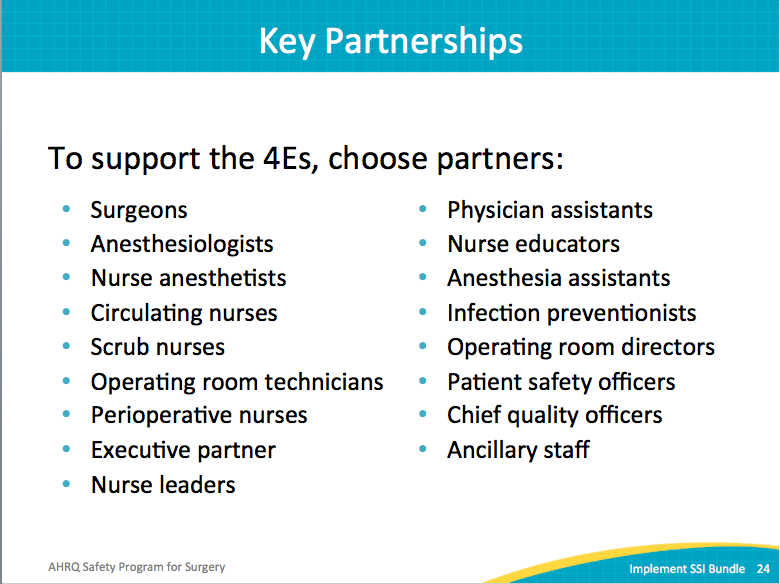 Key Partnerships
To support the 4Es, choose partners:
• Surgeons
• Anesthesiologists
• Nurse anesthetists
• Circulating nurses
• Scrub nurses
• Operating room technicians
• Perioperative nurses
• Executive partner
• Nurse leaders
• Physician assistants
• Nurse educators
• Anesthesia assistants
• Infection preventionists
• Operating room directors
• Patient safety officers
• Chief quality officers
• Ancillary staff
AHRQ Safety Program for Surgery
Implement SSI Bundle 24